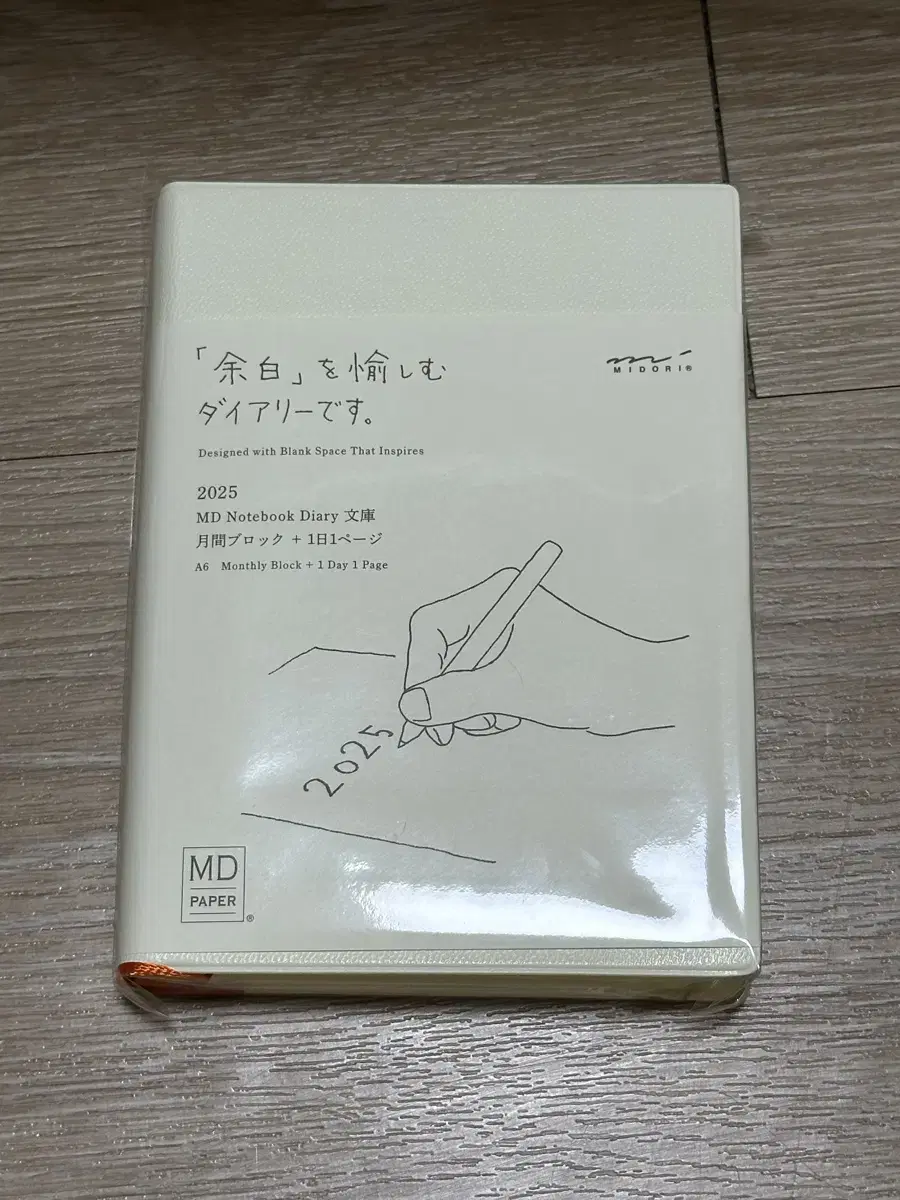 「余白」を愉しむ
ダイアリーです。
MIDORI®
Designed with Blank Space That Inspires
2025
MD Notebook Diary 文庫
月間ブロック + 1日1ページ
A6 Monthly Block + 1 Day 1 Page
2025
MD
PAPER®